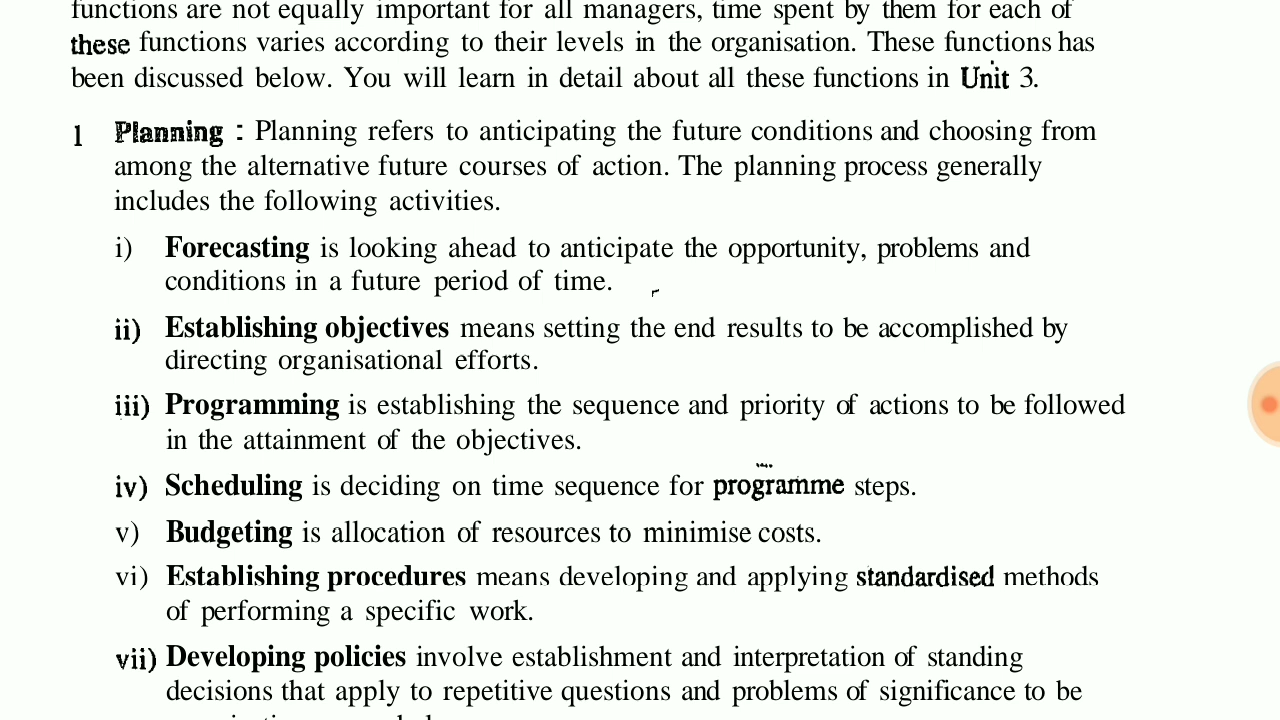 functions are not equally important for all managers, time spent by them for each of
these functions varies according to their levels in the organisation. These functions has
been discussed below. You will learn in detail about all these functions in Unit 3.
1 Planning : Planning refers to anticipating the future conditions and choosing from
among the alternative future courses of action. The planning process generally
includes the following activities.
i) Forecasting is looking ahead to anticipate the opportunity, problems and
conditions in a future period of time.
ii) Establishing objectives means setting the end results to be accomplished by
directing organisational efforts.
iii) Programming is establishing the sequence and priority of actions to be followed
in the attainment of the objectives.
iv) Scheduling is deciding on time sequence for programme steps.
v) Budgeting is allocation of resources to minimise costs.
vi) Establishing procedures means developing and applying standardised methods
of performing a specific work.
vii) Developing policies involve establishment and interpretation of standing
decisions that apply to repetitive questions and problems of significance to be